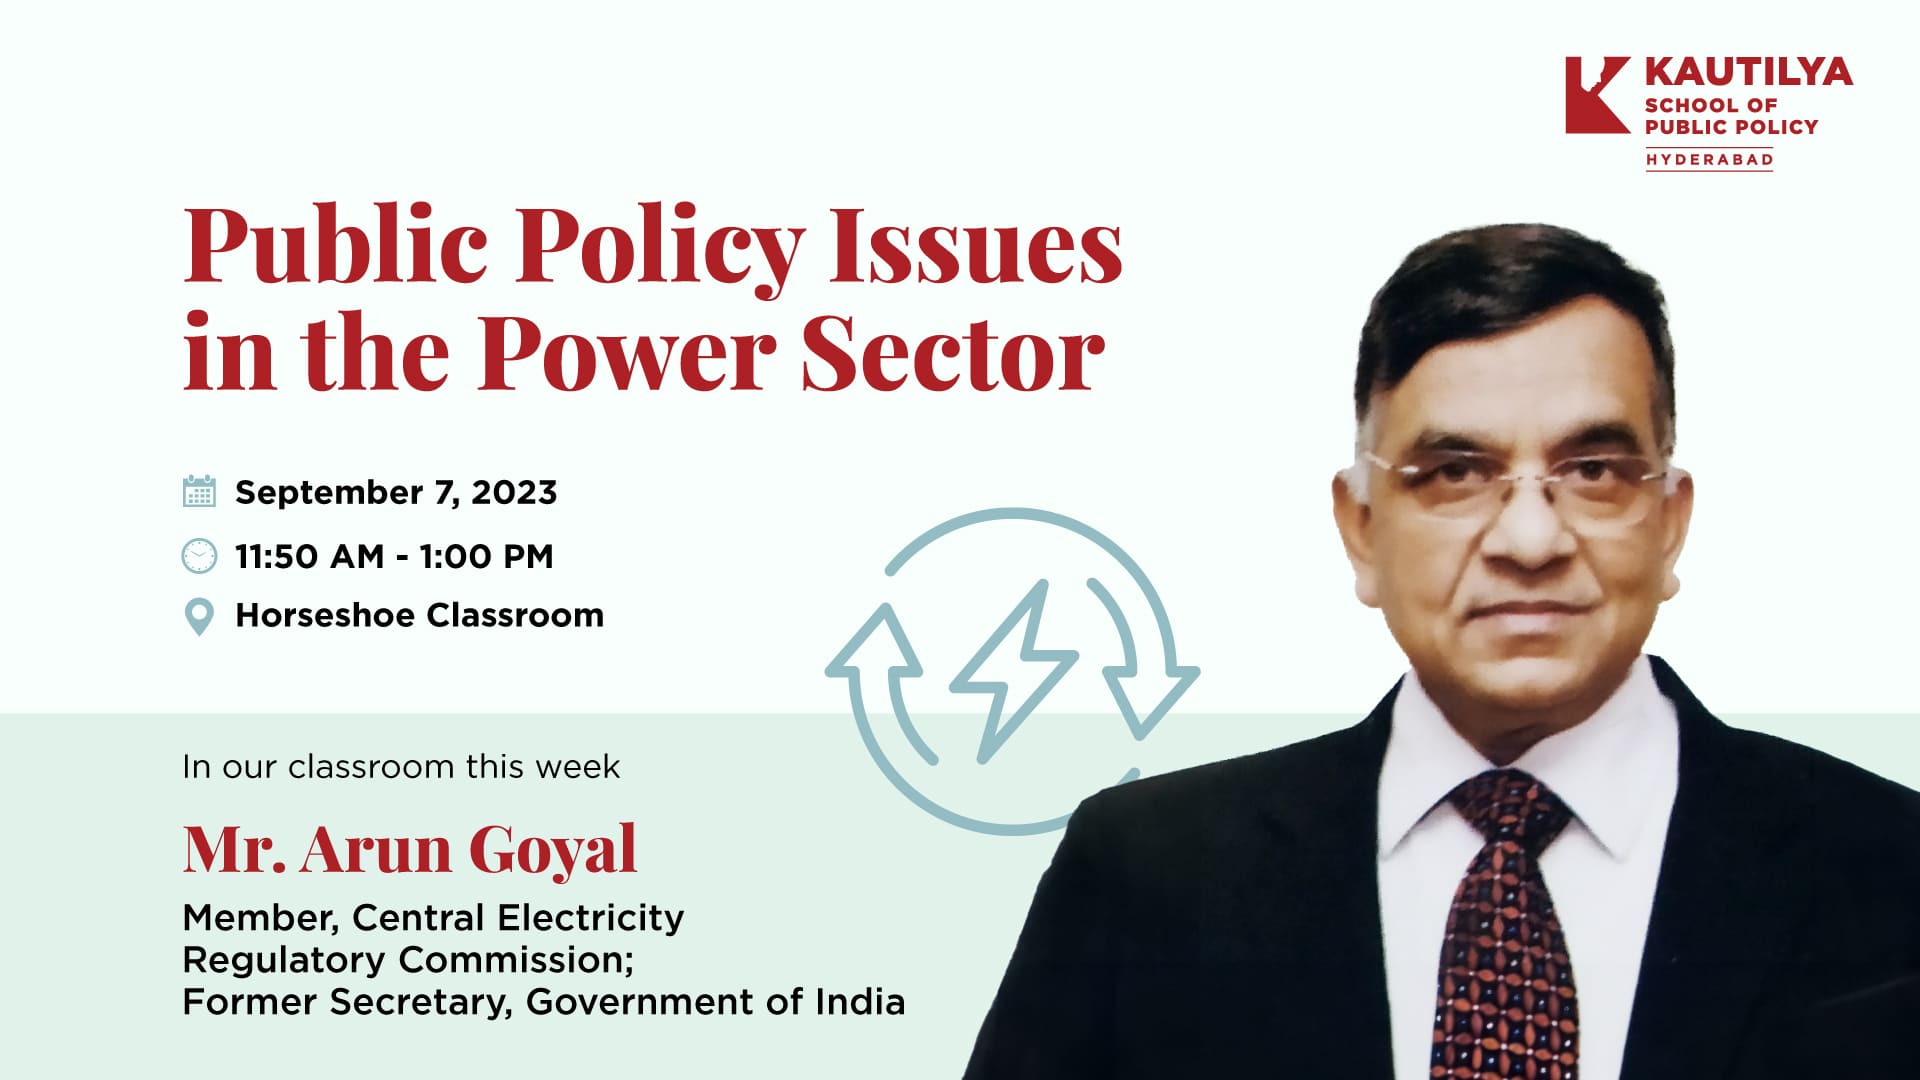 KAUTILYA
SCHOOL OF
PUBLIC POLICY
HYDERABAD
Public Policy Issues
in the Power Sector
September 7, 2023
11:50 AM - 1:00 PM
Horseshoe Classroom
In our classroom this week
Mr. Arun Goyal
Member, Central Electricity
Regulatory Commission;
Former Secretary, Government of India